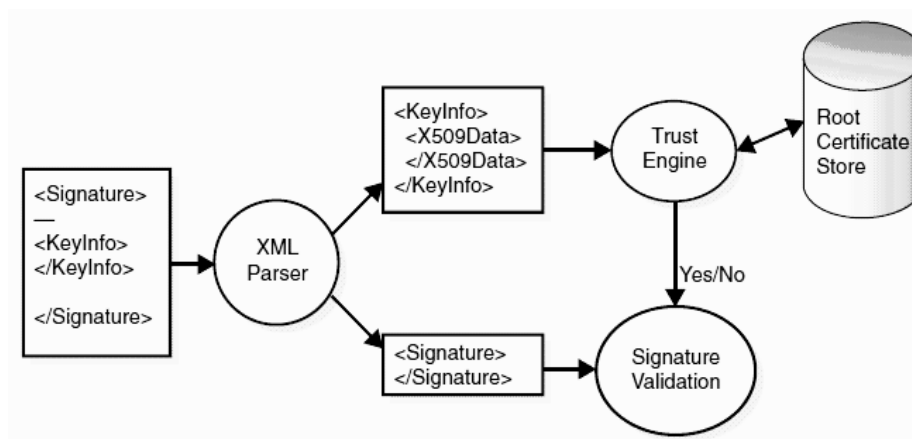 <Signature>
—
<KeyInfo>
</KeyInfo>
</Signature>
XML
Parser
<KeyInfo>
<X509Data>
</X509Data>
</KeyInfo>
<Signature>
</Signature>
Trust
Engine
Root
Certificate
Store
Yes/No
Signature
Validation